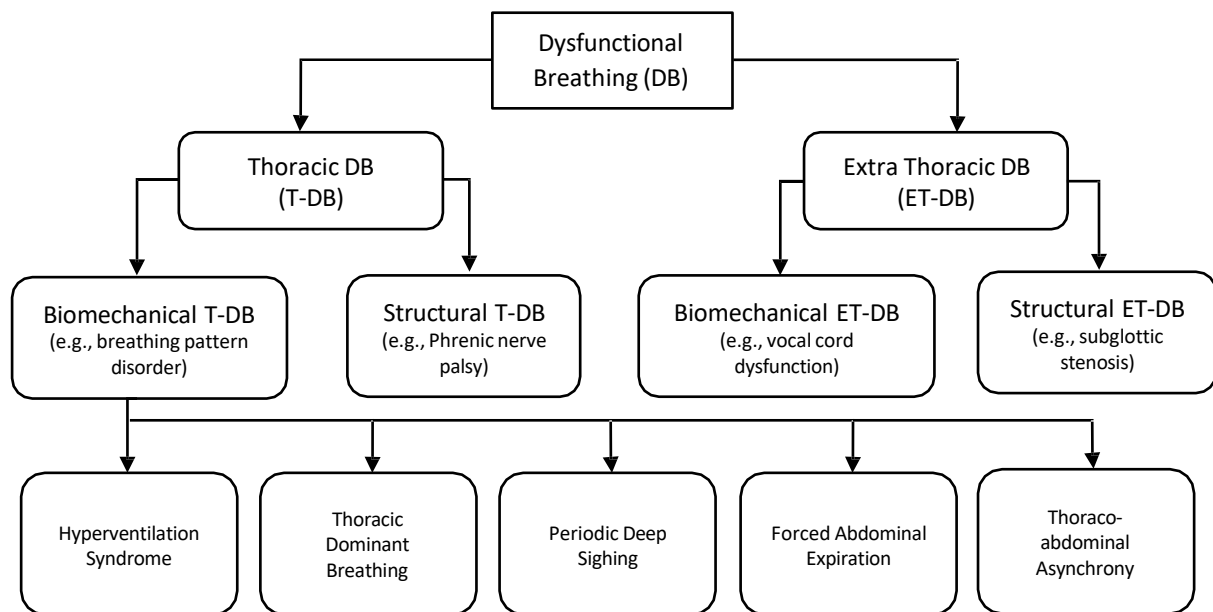 Dysfunctional
Breathing (DB)
Thoracic DB
(T-DB)
Extra Thoracic DB
(ET-DB)
Biomechanical T-DB
(e.g., breathing pattern
disorder)
Structural T-DB
(e.g., Phrenic nerve
palsy)
Biomechanical ET-DB
(e.g., vocal cord
dysfunction)
Structural ET-DB
(e.g., subglottic
stenosis)
Hyperventilation
Syndrome
Thoracic
Dominant
Breathing
Periodic Deep
Sighing
Forced Abdominal
Expiration
Thoraco-
abdominal
Asynchrony